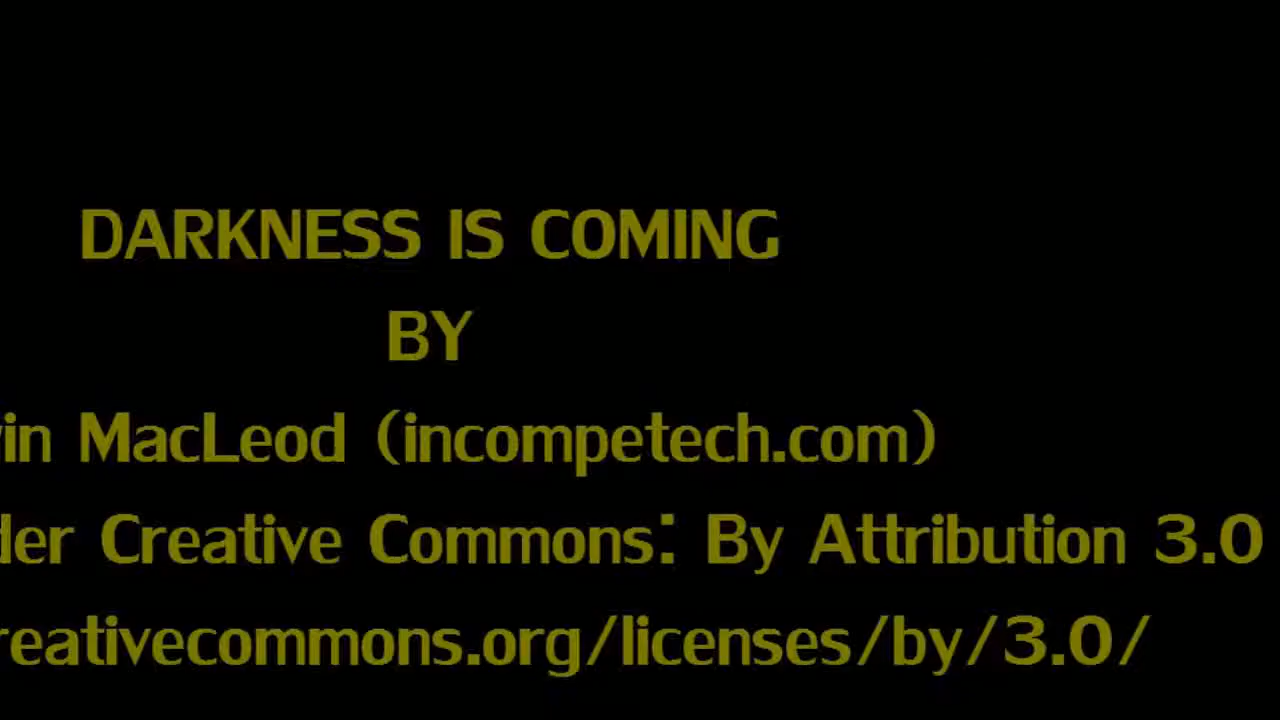 DARKNESS IS COMING
BY
vin MacLeod (incompetech.com)
der Creative Commons: By Attribution 3.0
reativecommons.org/licenses/by/3.0/